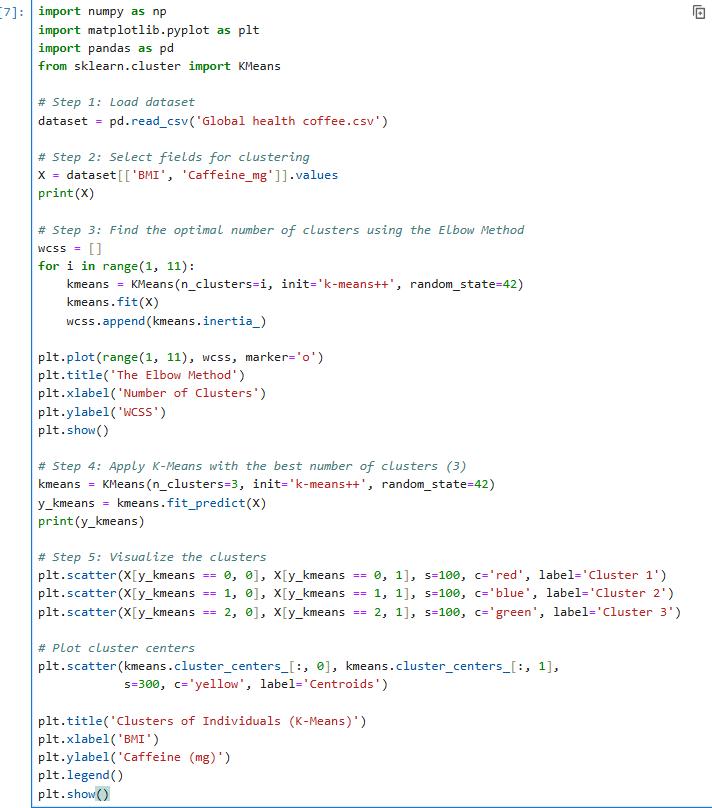 [7]:
import numpy as np
import matplotlib.pyplot as plt
import pandas as pd
from sklearn.cluster import KMeans
# Step 1: Load dataset
dataset = pd.read_csv('Global health coffee.csv')
# Step 2: Select fields for clustering
X = dataset[['BMI', 'Caffeine_mg']].values
print(X)
# Step 3: Find the optimal number of clusters using the Elbow Method
wcss = []
for i in range(1, 11):
    kmeans = KMeans(n_clusters=i, init='k-means++', random_state=42)
    kmeans.fit(X)
    wcss.append(kmeans.inertia_)
plt.plot(range(1, 11), wcss, marker='o')
plt.title('The Elbow Method')
plt.xlabel('Number of Clusters')
plt.ylabel('WCSS')
plt.show()
# Step 4: Apply K-Means with the best number of clusters (3)
kmeans = KMeans(n_clusters=3, init='k-means++', random_state=42)
y_kmeans = kmeans.fit_predict(X)
print(y_kmeans)
# Step 5: Visualize the clusters
plt.scatter(X[y_kmeans == 0, 0], X[y_kmeans == 0, 1], s=100, c='red', label='Cluster 1')
plt.scatter(X[y_kmeans == 1, 0], X[y_kmeans == 1, 1], s=100, c='blue', label='Cluster 2')
plt.scatter(X[y_kmeans == 2, 0], X[y_kmeans == 2, 1], s=100, c='green', label='Cluster 3')
# Plot cluster centers
plt.scatter(kmeans.cluster_centers_[:, 0], kmeans.cluster_centers_[:, 1],
            s=300, c='yellow', label='Centroids')
plt.title('Clusters of Individuals (K-Means)')
plt.xlabel('BMI')
plt.ylabel('Caffeine (mg)')
plt.legend()
plt.show()